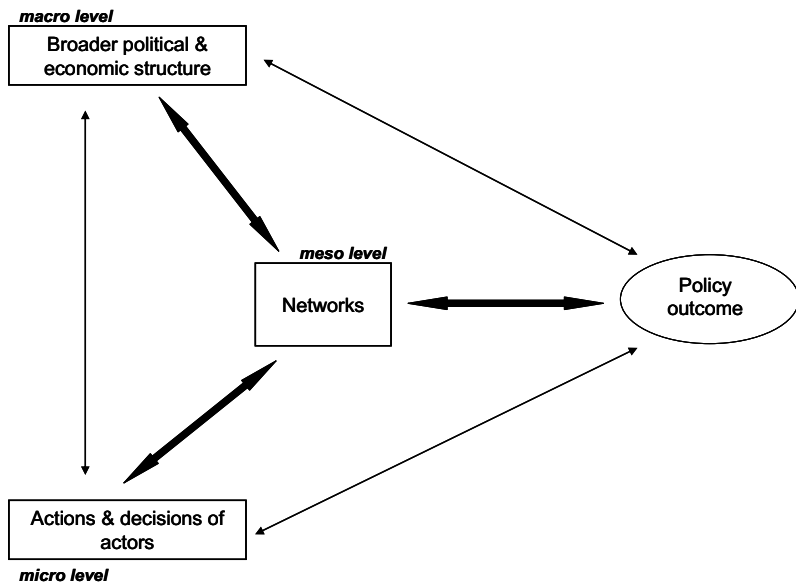 macro level
Broader political &
economic structure
meso level
Networks
Policy
outcome
Actions & decisions of
actors
micro level